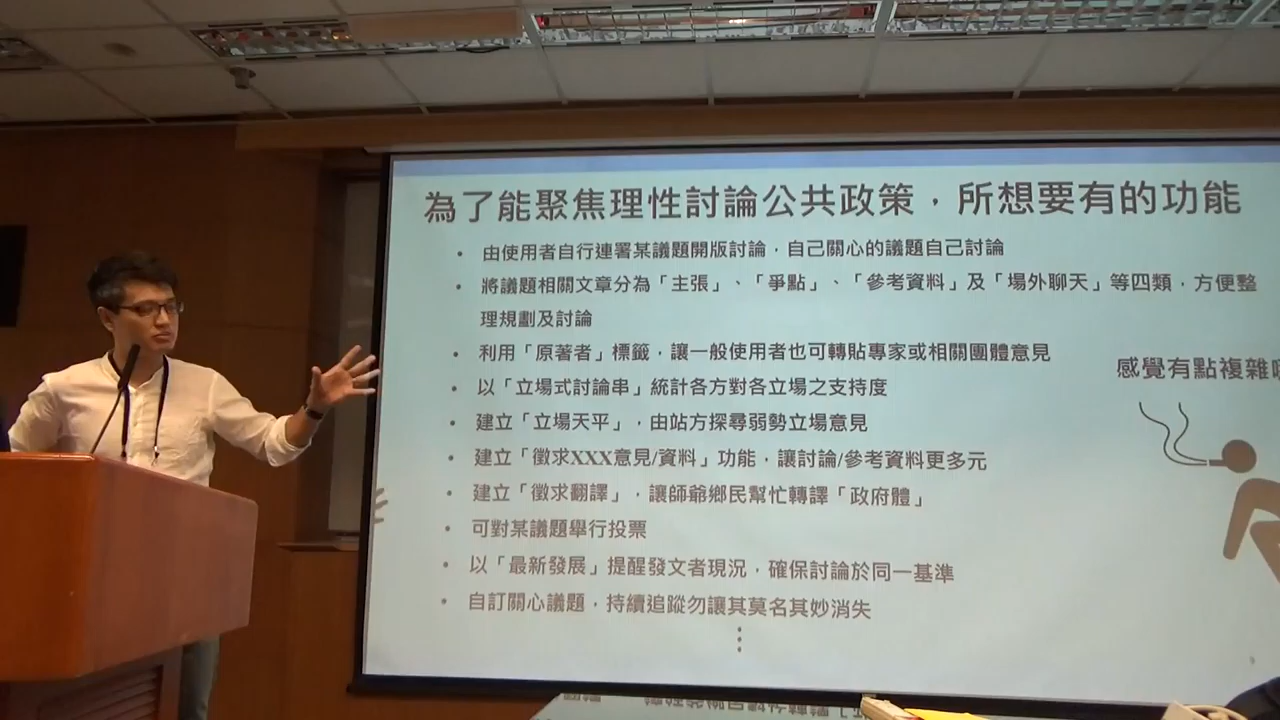 為了能聚焦理性討論公共政策，所想要有的功能
• 由使用者自行連署某議題開版討論，自己關心的議題自己討論
• 將議題相關文章分為「主張」、「爭點」、「參考資料」及「場外聊天」等四類，方便整
理規劃及討論
• 利用「原著者」標籤，讓一般使用者也可轉貼專家或相關團體意見
• 以「立場式討論串」統計各方對各立場之支持度
• 建立「立場天平」，由站方探尋弱勢立場意見
• 建立「徵求XXX意見/資料」功能，讓討論/參考資料更多元
• 建立「徵求翻譯」，讓師爺鄉民幫忙轉譯「政府體」
• 可對某議題舉行投票
• 以「最新發展」提醒發文者現況，確保討論於同一基準
• 自訂關心議題，持續追蹤勿讓其莫名其妙消失
⋮
感覺有點複雜